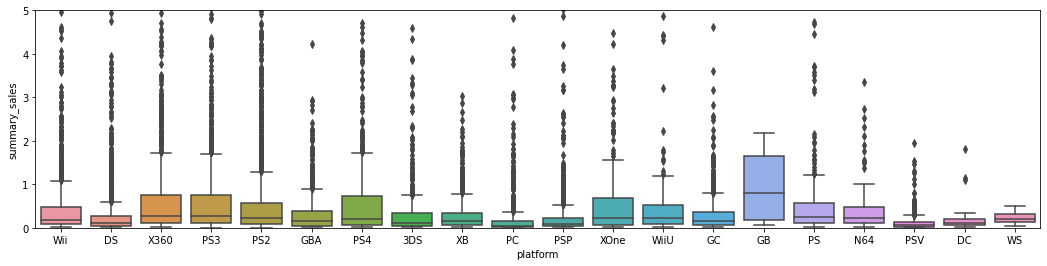 5
4
3
2
1
0
summary_sales
Wii DS X360 PS3 PS2 GBA PS4 3DS XB PC PSP XOne WiiU GC GB PS N64 PSV DC WS
platform